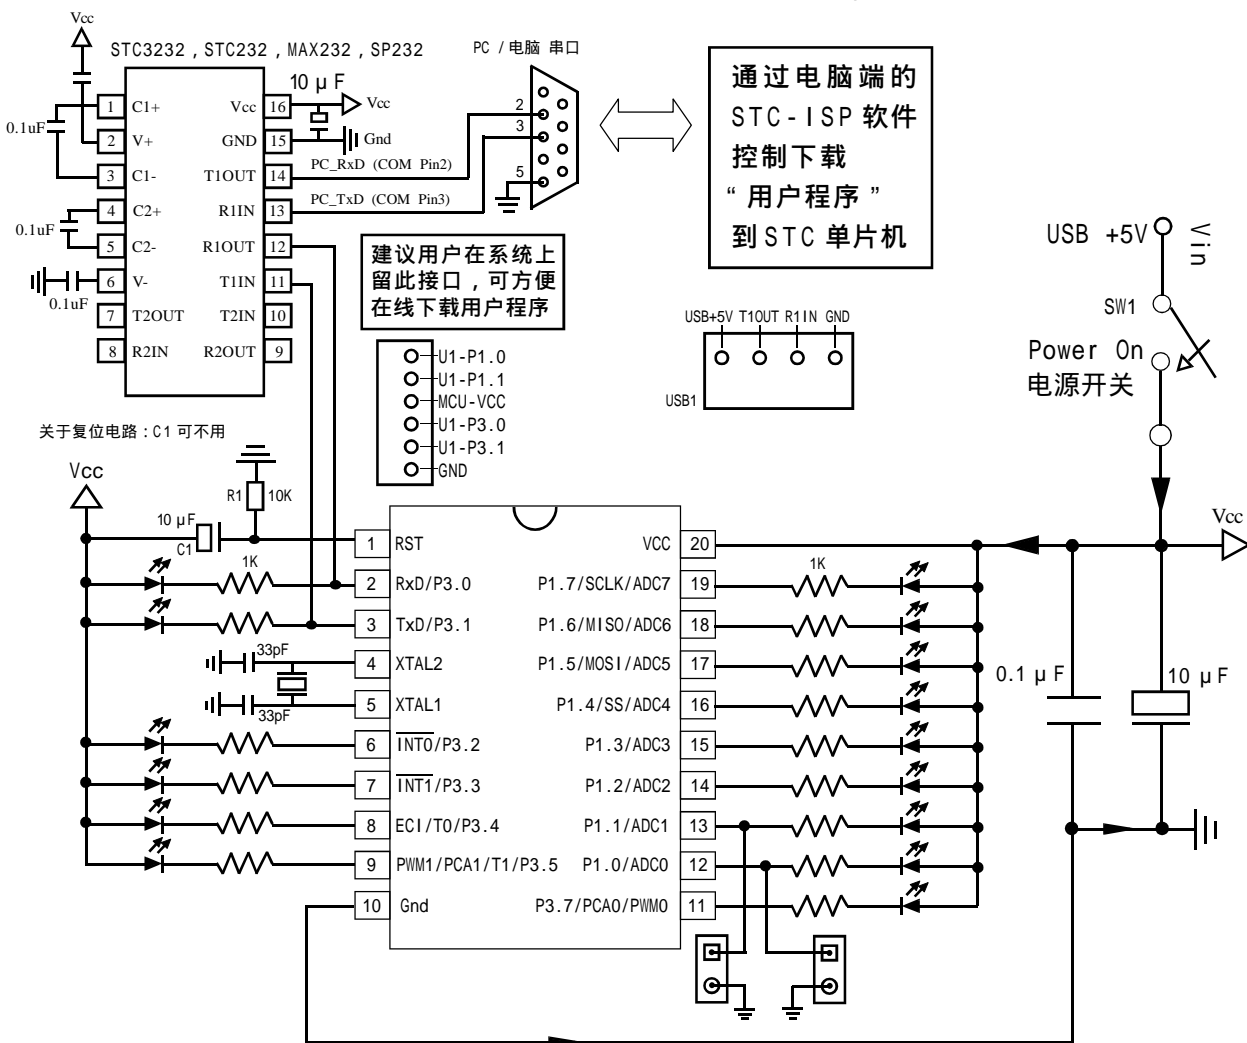 Vcc
STC3232 , STC232 , MAX232 , SP232
PC / 电脑 串口
10 μ F
1 C1+
Vcc 16
Vcc
0.1uF
2 V+
GND 15
Gnd
3 C1-
T1OUT 14
PC_RxD (COM Pin2)
4 C2+
R1IN 13
PC_TxD (COM Pin3)
0.1uF
5 C2-
R1OUT 12
6 V-
T1IN 11
0.1uF
7 T2OUT
T2IN 10
8 R2IN
R2OUT 9
2
3
5
通过电脑端的
STC-ISP 软件
控制下载
“ 用户程序 ”
到 STC 单片机
建议用户在系统上
留此接口 , 可方便
在线下载用户程序
U1-P1.0
U1-P1.1
MCU-VCC
U1-P3.0
U1-P3.1
GND
USB+5V T1OUT R1IN GND
USB1
USB +5V
Vin
SW1
Power On
电源开关
关于复位电路 : C1 可不用
Vcc
R1
10K
10 μF
C1
1K
33pF
33pF
1 RST
2 RxD/P3.0
3 TxD/P3.1
4 XTAL2
5 XTAL1
6 INT0/P3.2
7 INT1/P3.3
8 ECI/T0/P3.4
9 PWM1/PCA1/T1/P3.5
10 Gnd
VCC 20
P1.7/SCLK/ADC7 19
P1.6/MISO/ADC6 18
P1.5/MOSI/ADC5 17
P1.4/SS/ADC4 16
P1.3/ADC3 15
P1.2/ADC2 14
P1.1/ADC1 13
P1.0/ADC0 12
P3.7/PCA0/PWM0 11
1K
Vcc
0.1 μ F
10 μ F